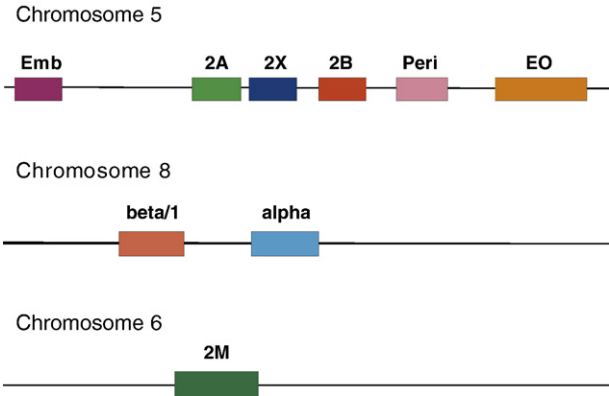 Chromosome 5
Emb 2A 2X 2B Peri EO
Chromosome 8
beta/1 alpha
Chromosome 6
2M